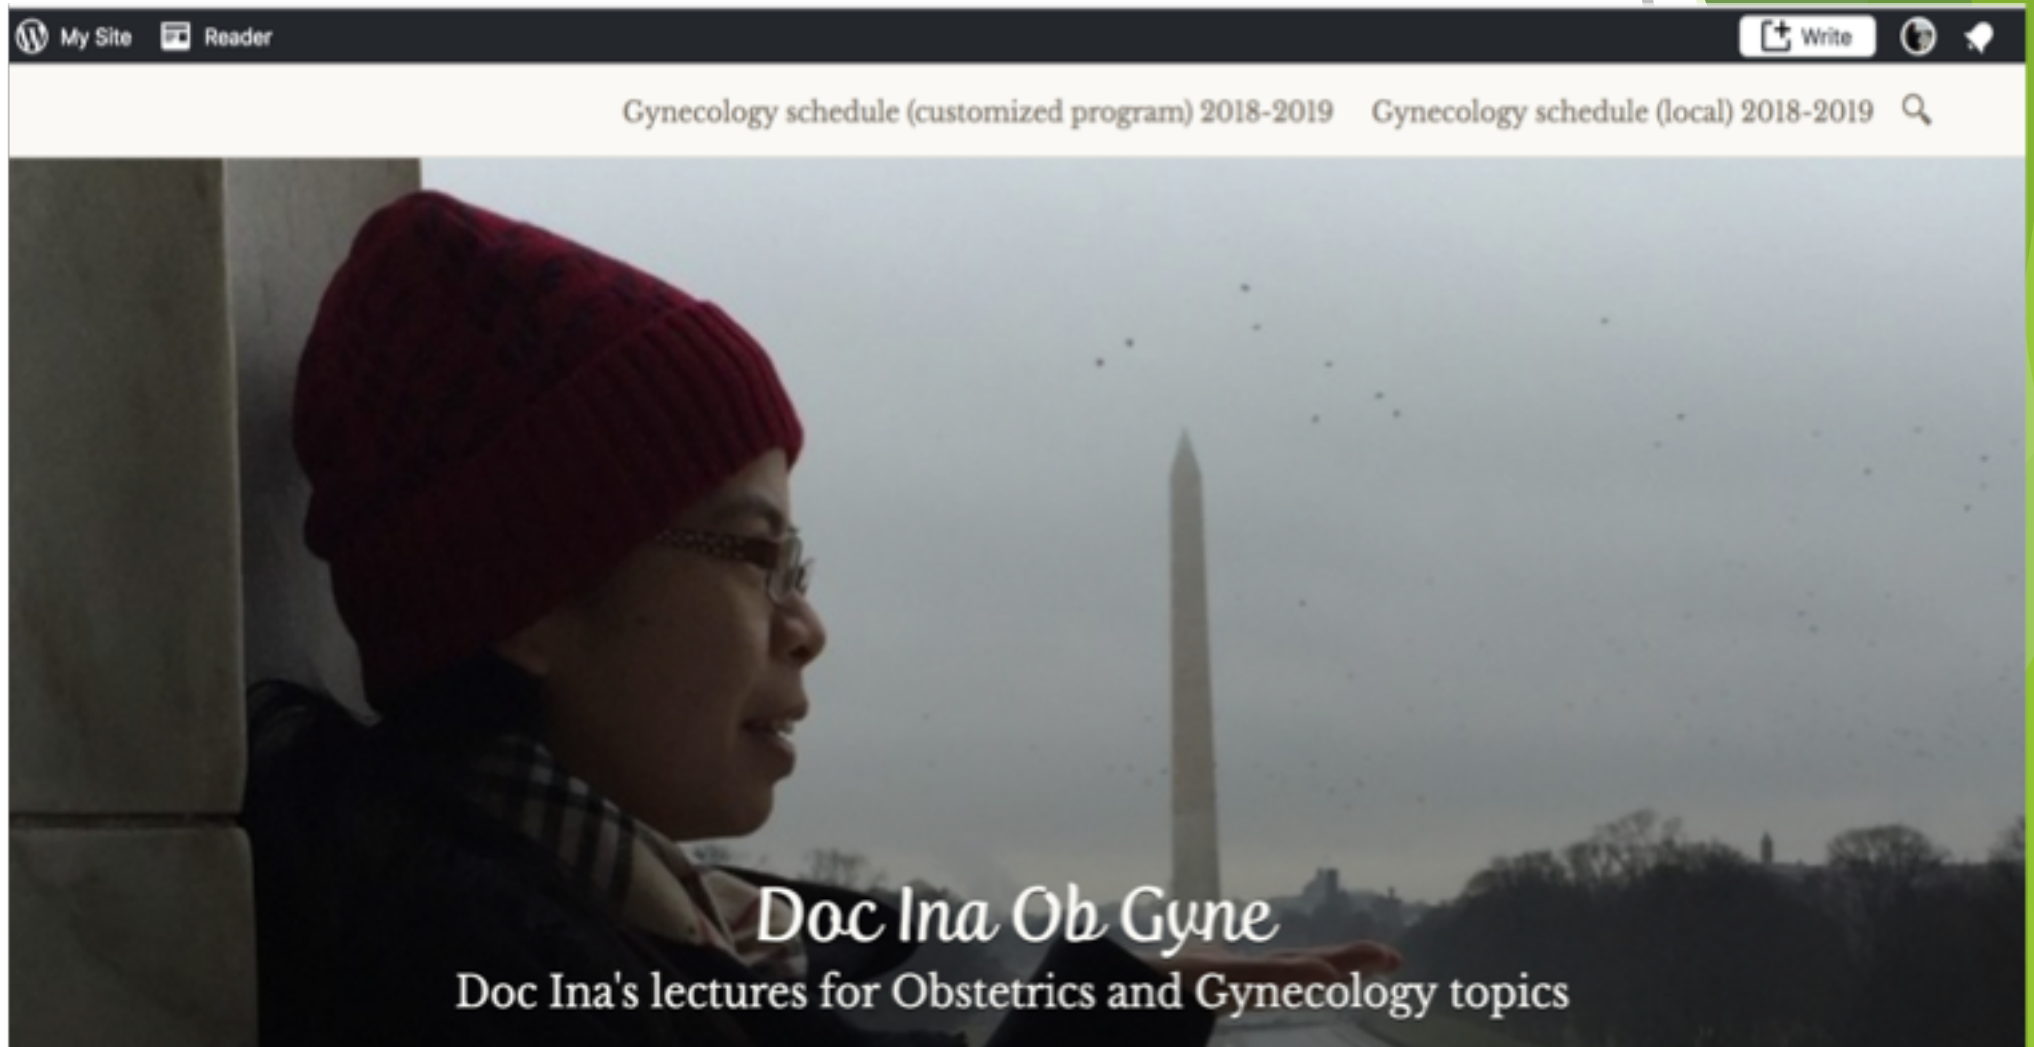 My Site Reader Write
Gynecology schedule (customized program) 2018-2019 Gynecology schedule (local) 2018-2019
Doc Ina Ob Gyne
Doc Ina's lectures for Obstetrics and Gynecology topics